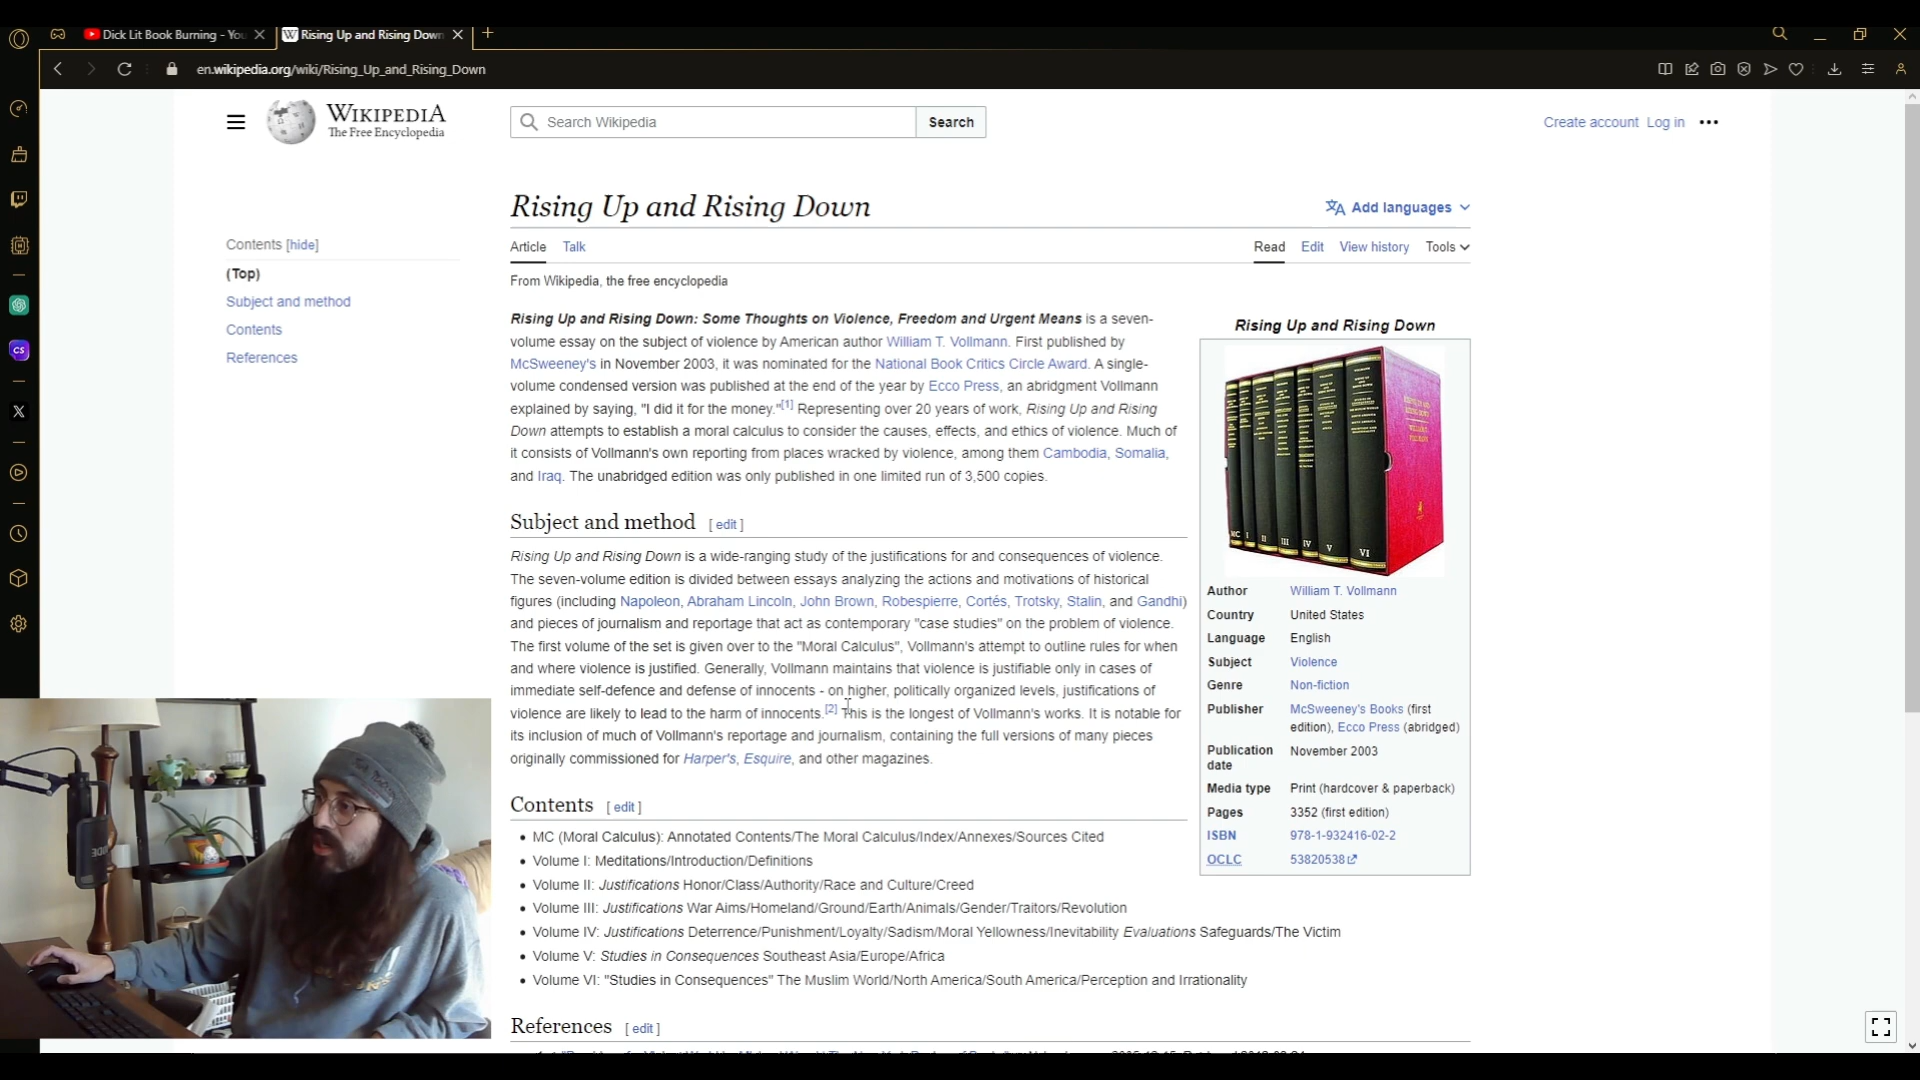 Dick Lit Book Burning - You
Rising Up and Rising Down
en.wikipedia.org/wiki/Rising_Up_and_Rising_Down
WIKIPEDIA
The Free Encyclopedia
Search Wikipedia
Search
Create account Log in
Rising Up and Rising Down
Add languages
Contents [hide]
(Top)
Subject and method
Contents
References
Article Talk
Read Edit View history Tools
From Wikipedia, the free encyclopedia
Rising Up and Rising Down: Some Thoughts on Violence, Freedom and Urgent Means is a seven-
volume essay on the subject of violence by American author William T. Vollmann. First published by
McSweeney's in November 2003, it was nominated for the National Book Critics Circle Award. A single-
volume condensed version was published at the end of the year by Ecco Press, an abridgment Vollmann
explained by saying, "I did it for the money."[1] Representing over 20 years of work, Rising Up and Rising
Down attempts to establish a moral calculus to consider the causes, effects, and ethics of violence. Much of
it consists of Vollmann's own reporting from places wracked by violence, among them Cambodia, Somalia,
and Iraq. The unabridged edition was only published in one limited run of 3,500 copies.
Subject and method [ edit ]
Rising Up and Rising Down is a wide-ranging study of the justifications for and consequences of violence.
The seven-volume edition is divided between essays analyzing the actions and motivations of historical
figures (including Napoleon, Abraham Lincoln, John Brown, Robespierre, Cortés, Trotsky, Stalin, and Gandhi)
and pieces of journalism and reportage that act as contemporary "case studies" on the problem of violence.
The first volume of the set is given over to the "Moral Calculus", Vollmann's attempt to outline rules for when
and where violence is justified. Generally, Vollmann maintains that violence is justifiable only in cases of
immediate self-defence and defense of innocents - on higher, politically organized levels, justifications of
violence are likely to lead to the harm of innocents.[2] This is the longest of Vollmann's works. It is notable for
its inclusion of much of Vollmann's reportage and journalism, containing the full versions of many pieces
originally commissioned for Harper's, Esquire, and other magazines.
Contents [ edit ]
• MC (Moral Calculus): Annotated Contents/The Moral Calculus/Index/Annexes/Sources Cited
• Volume I: Meditations/Introduction/Definitions
• Volume II: Justifications Honor/Class/Authority/Race and Culture/Creed
• Volume III: Justifications War Aims/Homeland/Ground/Earth/Animals/Gender/Traitors/Revolution
• Volume IV: Justifications Deterrence/Punishment/Loyalty/Sadism/Moral Yellowness/Inevitability Evaluations Safeguards/The Victim
• Volume V: Studies in Consequences Southeast Asia/Europe/Africa
• Volume VI: "Studies in Consequences" The Muslim World/North America/South America/Perception and Irrationality
References [ edit ]
Rising Up and Rising Down
MC I II III IV V VI
Author William T. Vollmann
Country United States
Language English
Subject Violence
Genre Non-fiction
Publisher McSweeney's Books (first
edition), Ecco Press (abridged)
Publication November 2003
date
Media type Print (hardcover & paperback)
Pages 3352 (first edition)
ISBN 978-1-932416-02-2
OCLC 53820538
CS
RODE